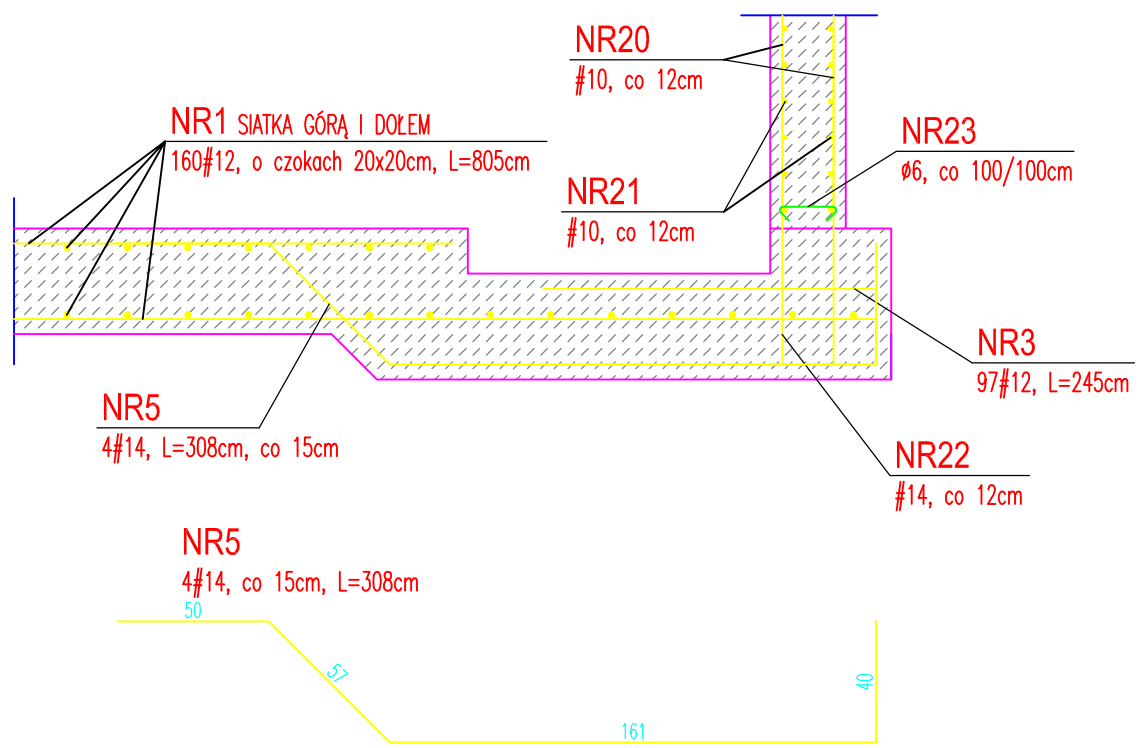 NR20
#10, co 12cm
NR1 SIATKA GÓRĄ I DOŁEM
160#12, o czokach 20x20cm, L=805cm
NR23
ø6, co 100/100cm
NR21
#10, co 12cm
NR3
97#12, L=245cm
NR5
4#14, L=308cm, co 15cm
NR22
#14, co 12cm
NR5
4#14, co 15cm, L=308cm
50
57
40
161